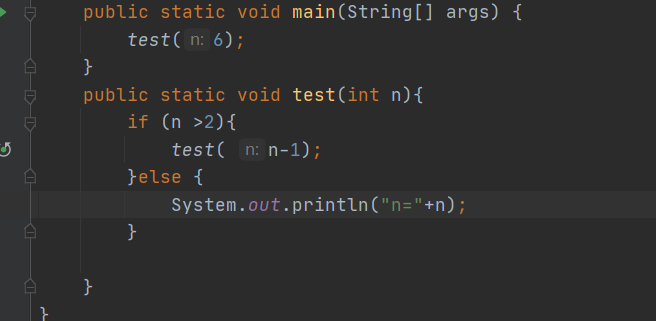 public static void main(String[] args) {
test( n: 6);
}
public static void test(int n){
if (n >2){
test( n: n-1);
}else {
System.out.println("n="+n);
}
}
}